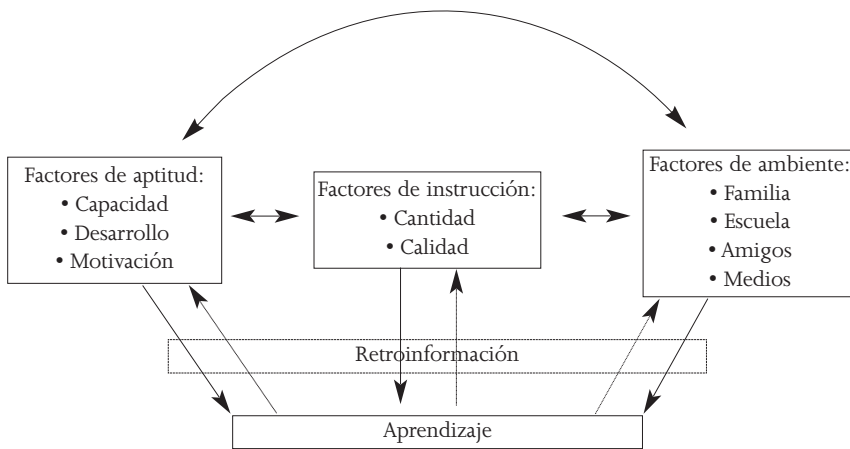 Factores de aptitud:
• Capacidad
• Desarrollo
• Motivación
Factores de instrucción:
• Cantidad
• Calidad
Factores de ambiente:
• Familia
• Escuela
• Amigos
• Medios
Retroinformación
Aprendizaje